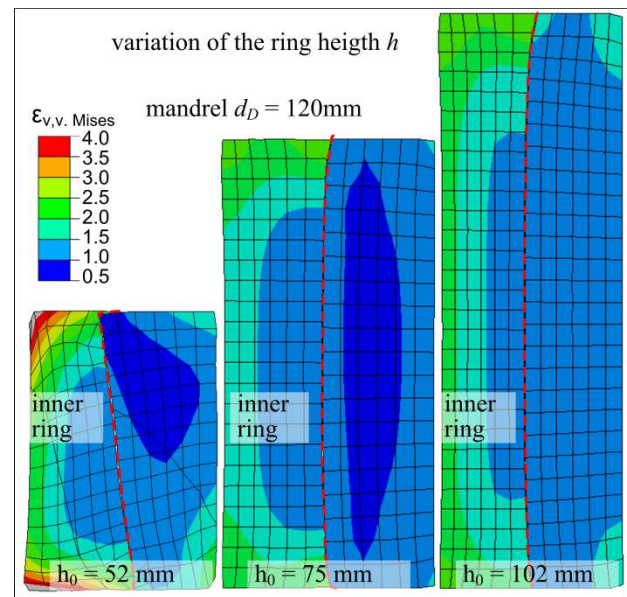 variation of the ring heigth h
mandrel d_D = 120mm
ε_v,v. Mises
4.0
3.5
3.0
2.5
2.0
1.5
1.0
0.5
inner
ring
inner
ring
inner
ring
h₀ = 52 mm
h₀ = 75 mm
h₀ = 102 mm